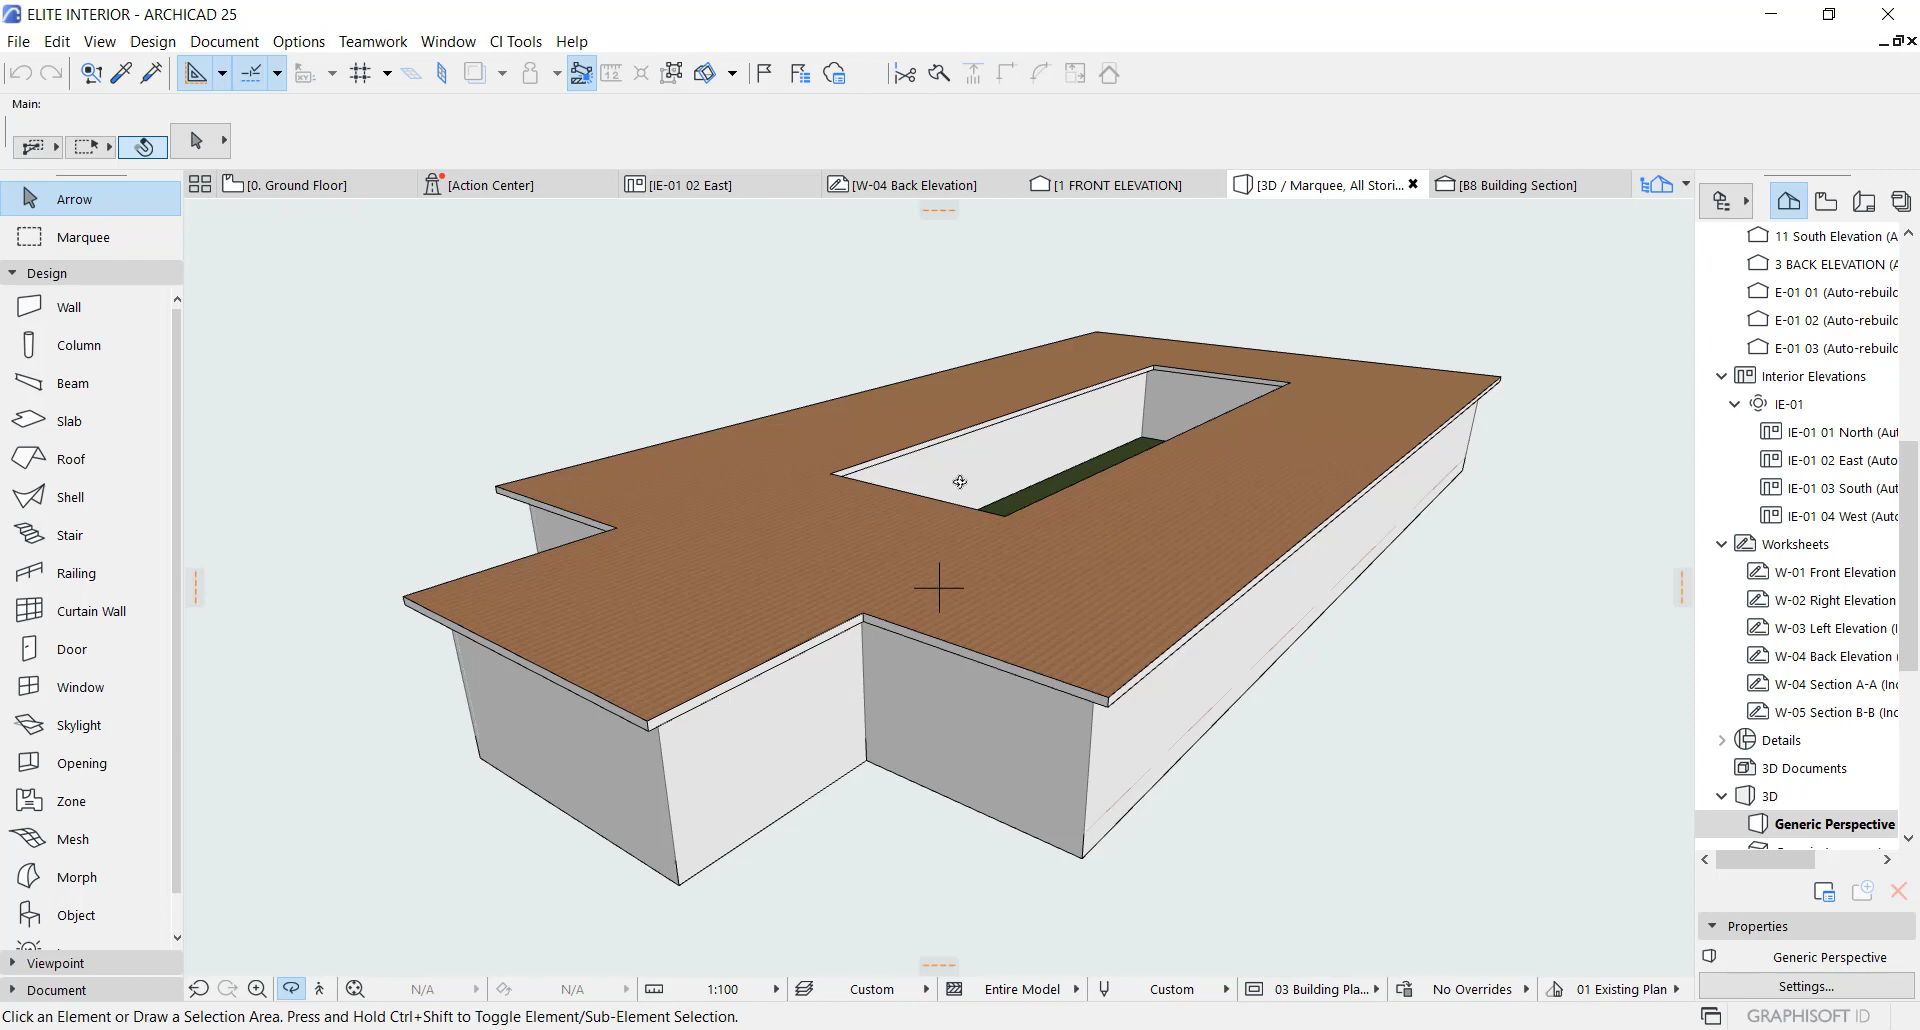 ELITE INTERIOR - ARCHICAD 25
File Edit View Design Document Options Teamwork Window CI Tools Help
Main:
[0. Ground Floor] [Action Center] [IE-01 02 East] [W-04 Back Elevation] [1 FRONT ELEVATION] [3D / Marquee, All Stori... [B8 Building Section]
Arrow
Marquee
Design
Wall
Column
Beam
Slab
Roof
Shell
Stair
Railing
Curtain Wall
Door
Window
Skylight
Opening
Zone
Mesh
Morph
Object
Viewpoint
Document
11 South Elevation (A
3 BACK ELEVATION (A
E-01 01 (Auto-rebuild
E-01 02 (Auto-rebuild
E-01 03 (Auto-rebuild
Interior Elevations
IE-01
IE-01 01 North (Aut
IE-01 02 East (Auto
IE-01 03 South (Aut
IE-01 04 West (Auto
Worksheets
W-01 Front Elevation
W-02 Right Elevation
W-03 Left Elevation (I
W-04 Back Elevation (
W-04 Section A-A (Inc
W-05 Section B-B (Inc
Details
3D Documents
3D
Generic Perspective
Properties
Generic Perspective
Settings...
N/A N/A 1:100 Custom Entire Model Custom 03 Building Pla... No Overrides 01 Existing Plan
Click an Element or Draw a Selection Area. Press and Hold Ctrl+Shift to Toggle Element/Sub-Element Selection.
GRAPHISOFT ID